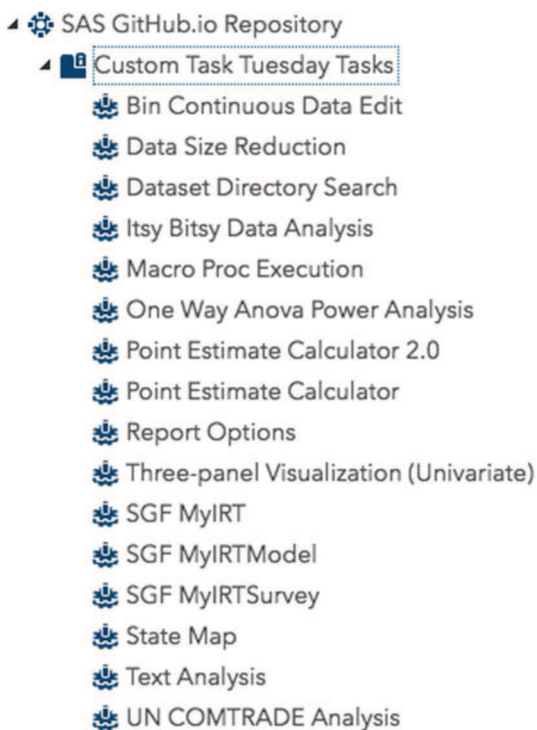 SAS GitHub.io Repository
Custom Task Tuesday Tasks
Bin Continuous Data Edit
Data Size Reduction
Dataset Directory Search
Itsy Bitsy Data Analysis
Macro Proc Execution
One Way Anova Power Analysis
Point Estimate Calculator 2.0
Point Estimate Calculator
Report Options
Three-panel Visualization (Univariate)
SGF MyIRT
SGF MyIRTModel
SGF MyIRTSurvey
State Map
Text Analysis
UN COMTRADE Analysis